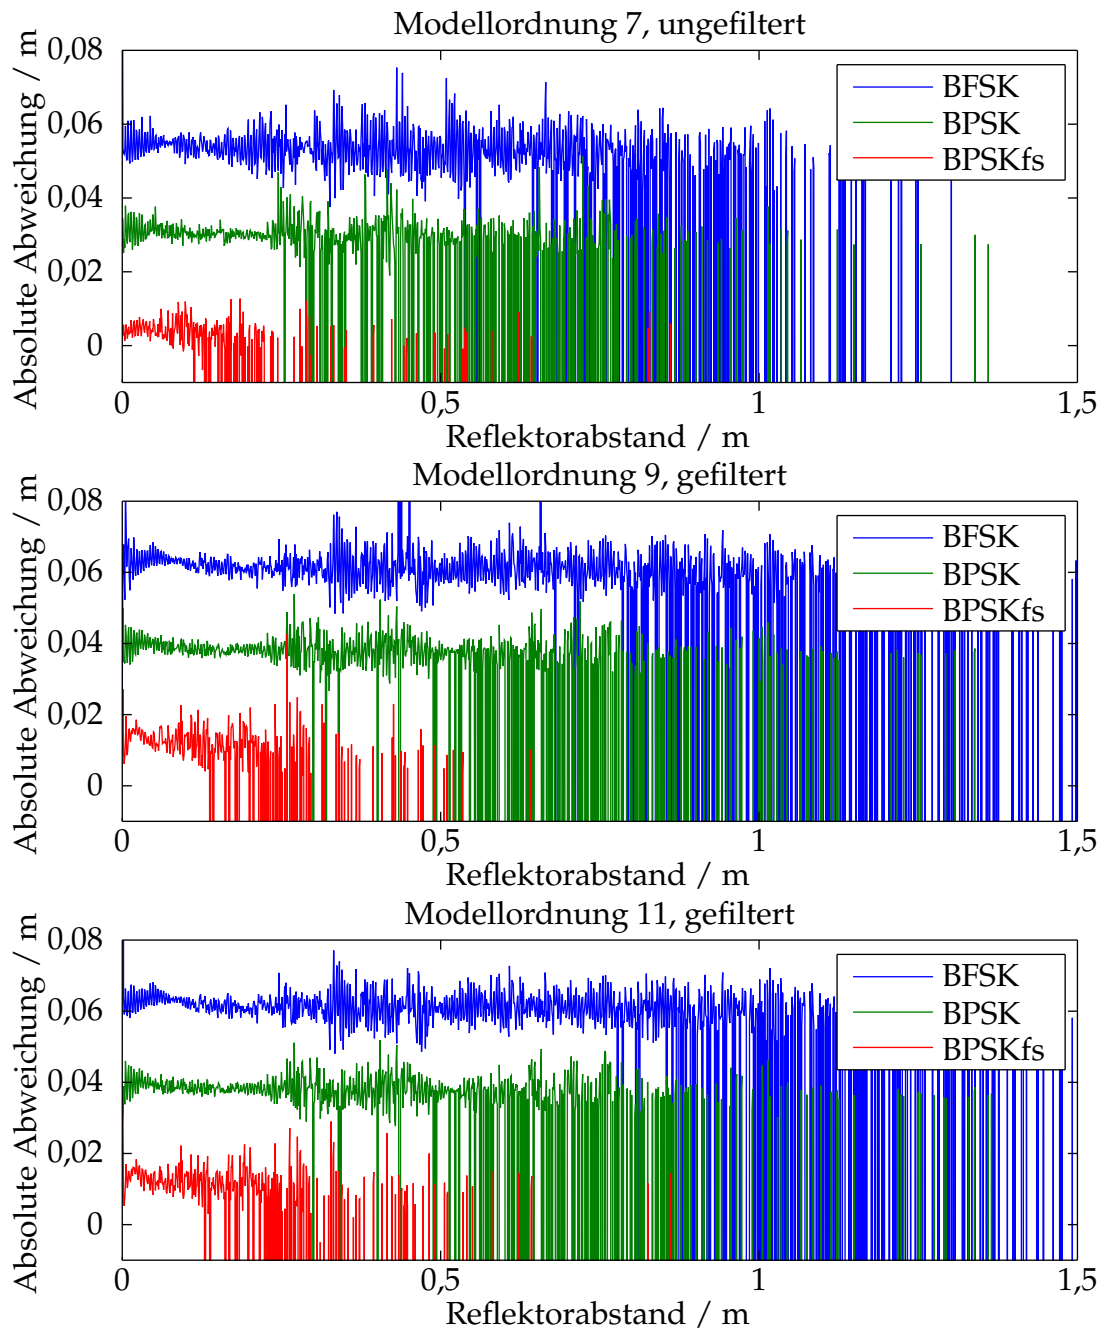 Modellordnung 7, ungefiltert
Absolute Abweichung / m
0,08
0,06
0,04
0,02
0
BFSK
BPSK
BPSKfs
0 0,5 1 1,5
Reflektorabstand / m
Modellordnung 9, gefiltert
Absolute Abweichung / m
0,08
0,06
0,04
0,02
0
BFSK
BPSK
BPSKfs
0 0,5 1 1,5
Reflektorabstand / m
Modellordnung 11, gefiltert
Absolute Abweichung / m
0,08
0,06
0,04
0,02
0
BFSK
BPSK
BPSKfs
0 0,5 1 1,5
Reflektorabstand / m